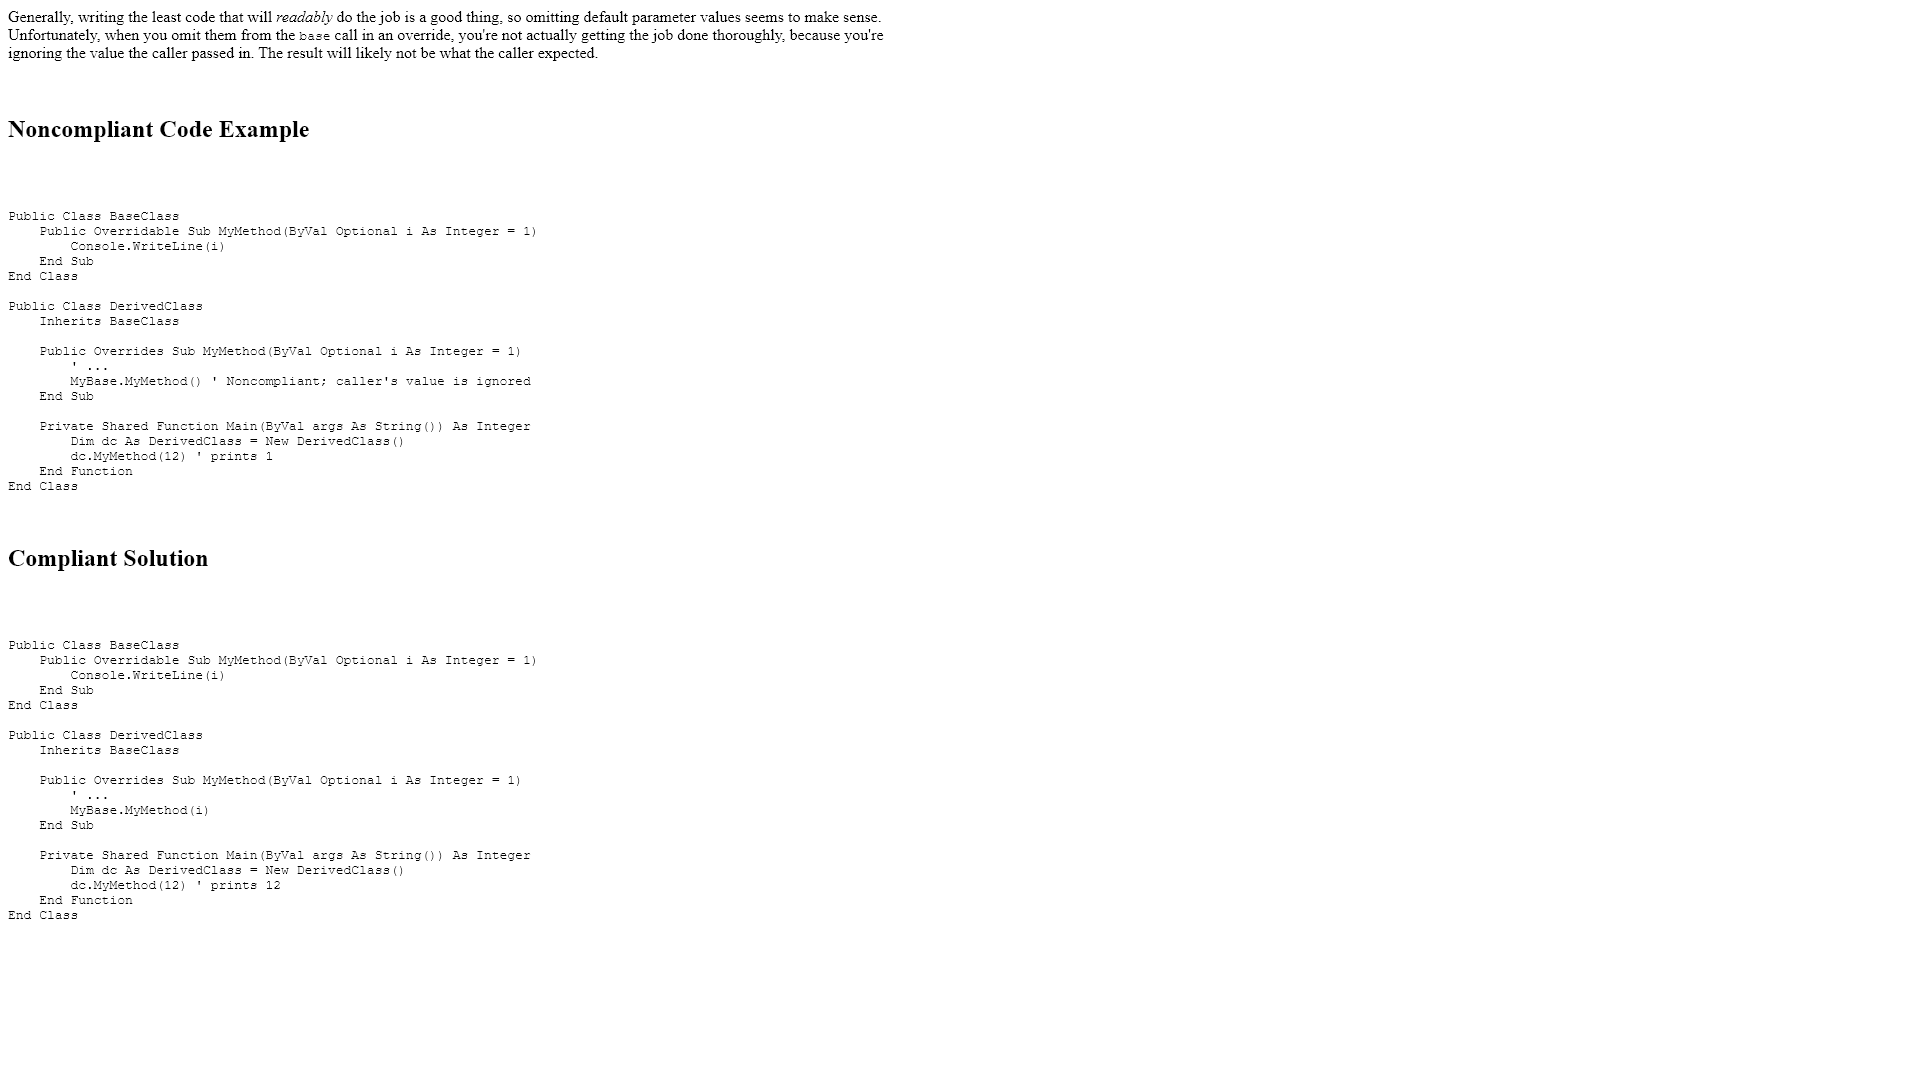 Generally, writing the least code that will readably do the job is a good thing, so omitting default parameter values seems to make sense.
Unfortunately, when you omit them from the base call in an override, you're not actually getting the job done thoroughly, because you're
ignoring the value the caller passed in. The result will likely not be what the caller expected.
Noncompliant Code Example
Public Class BaseClass
    Public Overridable Sub MyMethod(ByVal Optional i As Integer = 1)
        Console.WriteLine(i)
    End Sub
End Class
Public Class DerivedClass
    Inherits BaseClass
    Public Overrides Sub MyMethod(ByVal Optional i As Integer = 1)
        ' ...
        MyBase.MyMethod() ' Noncompliant; caller's value is ignored
    End Sub
    Private Shared Function Main(ByVal args As String()) As Integer
        Dim dc As DerivedClass = New DerivedClass()
        dc.MyMethod(12) ' prints 1
    End Function
End Class
Compliant Solution
Public Class BaseClass
    Public Overridable Sub MyMethod(ByVal Optional i As Integer = 1)
        Console.WriteLine(i)
    End Sub
End Class
Public Class DerivedClass
    Inherits BaseClass
    Public Overrides Sub MyMethod(ByVal Optional i As Integer = 1)
        ' ...
        MyBase.MyMethod(i)
    End Sub
    Private Shared Function Main(ByVal args As String()) As Integer
        Dim dc As DerivedClass = New DerivedClass()
        dc.MyMethod(12) ' prints 12
    End Function
End Class